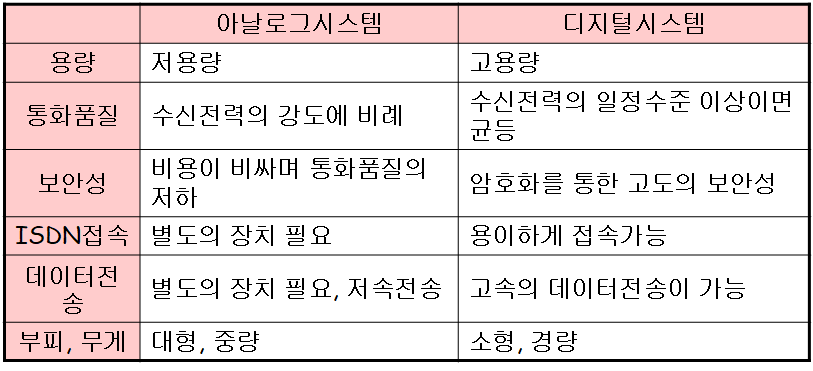 아날로그시스템 디지털시스템
용량 저용량 고용량
통화품질 수신전력의 강도에 비례 수신전력의 일정수준 이상이면
균등
보안성 비용이 비싸며 통화품질의
저하 암호화를 통한 고도의 보안성
ISDN접속 별도의 장치 필요 용이하게 접속가능
데이터전
송 별도의 장치 필요, 저속전송 고속의 데이터전송이 가능
부피, 무게 대형, 중량 소형, 경량